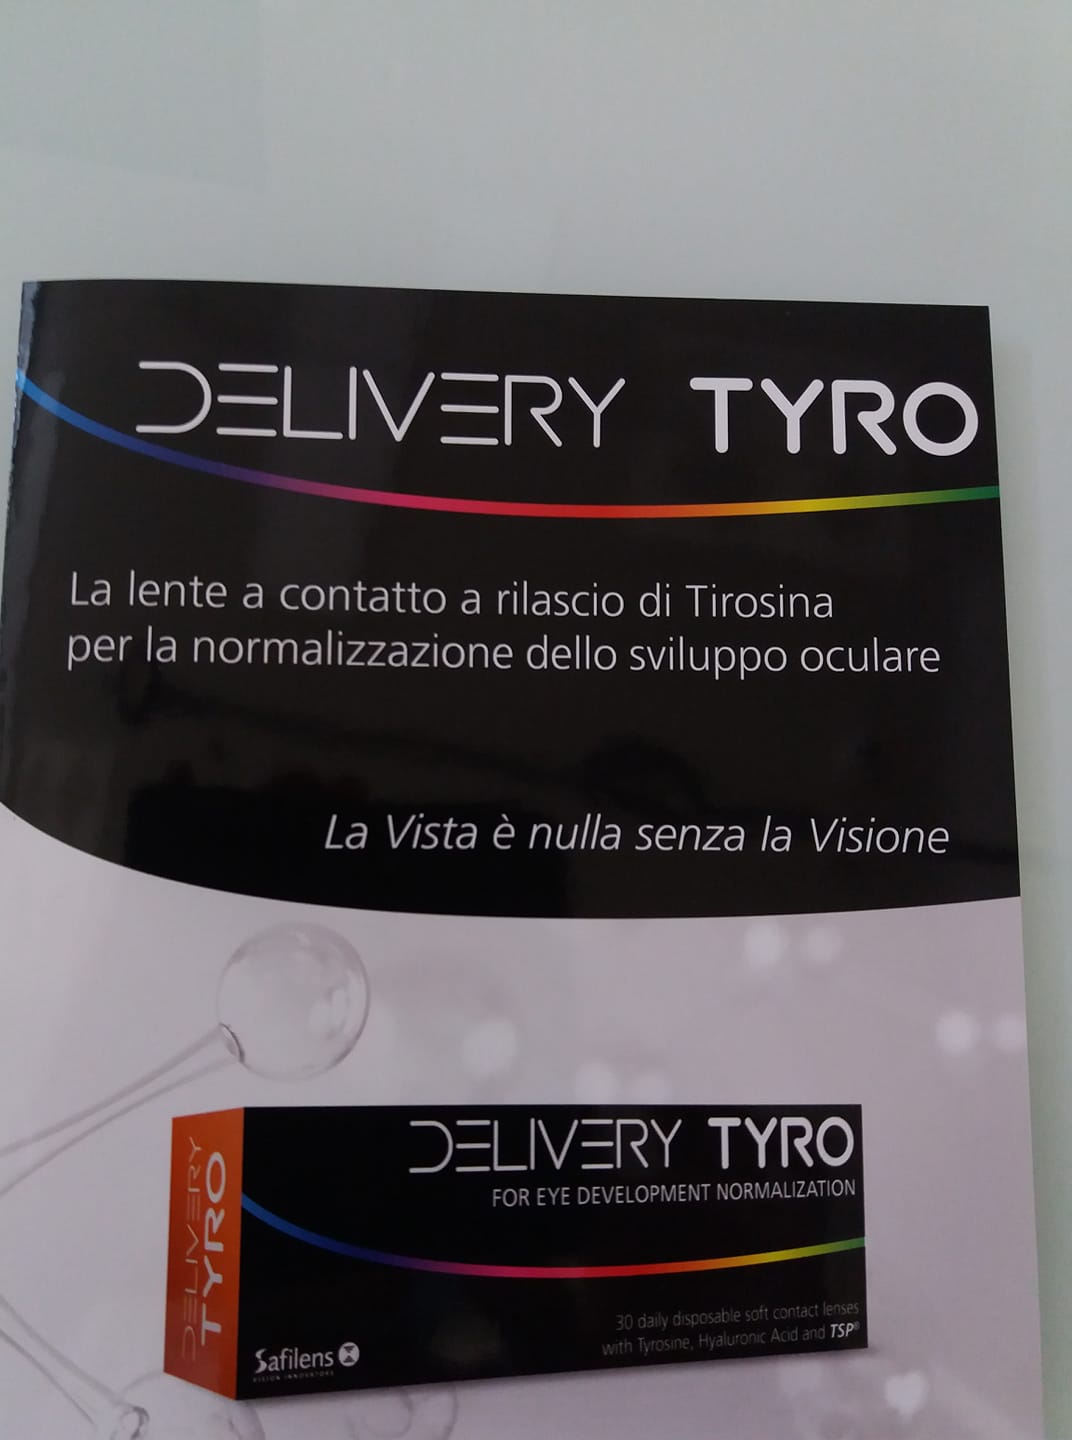 DELIVERY TYRO
La lente a contatto a rilascio di Tirosina
per la normalizzazione dello sviluppo oculare
La Vista è nulla senza la Visione
DELIVERY TYRO
FOR EYE DEVELOPMENT NORMALIZATION
30 daily disposable soft contact lenses
with Tyrosine, Hyaluronic Acid and TSP®
DELIVERY
TYRO
Safilens
VISION INNOVATORS